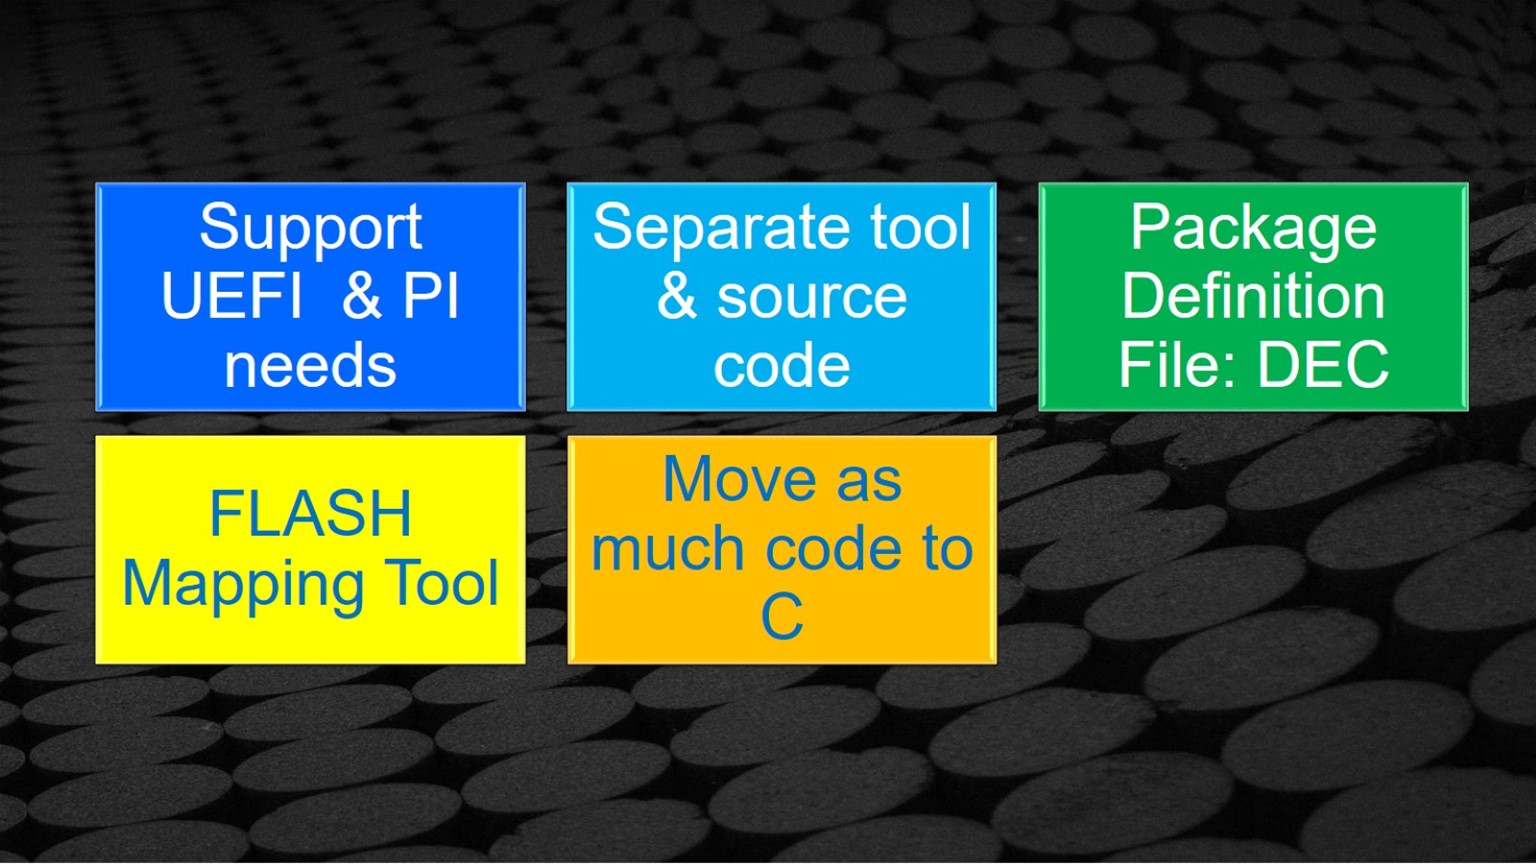 Support
UEFI  & PI
needs
Separate tool
& source
code
Package
Definition
File: DEC
FLASH
Mapping Tool
Move as
much code to
C